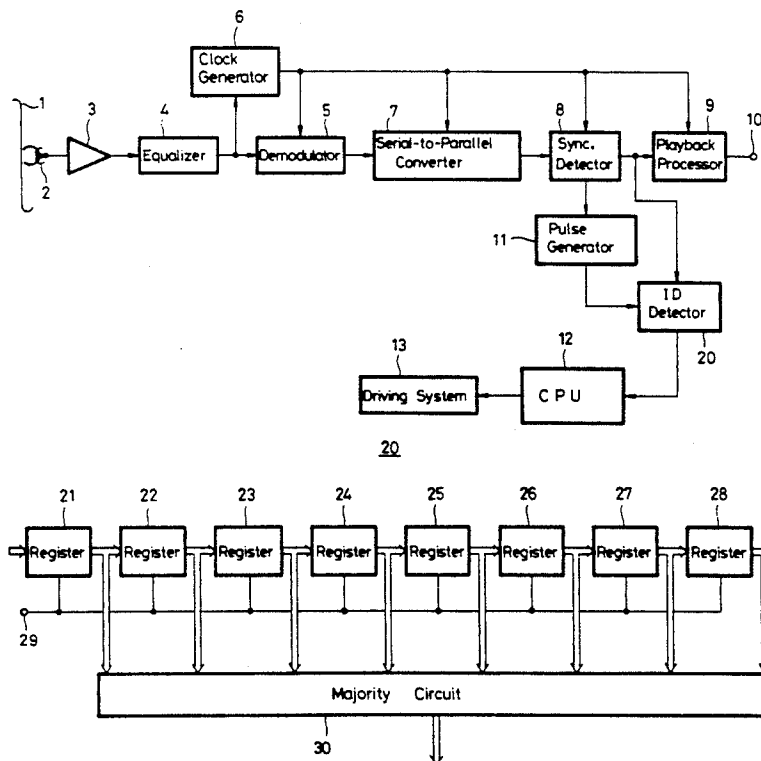 6
Clock
Generator
1
3
4
5
7
8
9
10
Equalizer
Demodulator
Serial-to-Parallel
Converter
Sync.
Detector
Playback
Processor
2
11
Pulse
Generator
ID
Detector
20
13
12
Driving System
CPU
20
21
22
23
24
25
26
27
28
Register
Register
Register
Register
Register
Register
Register
Register
29
Majority Circuit
30